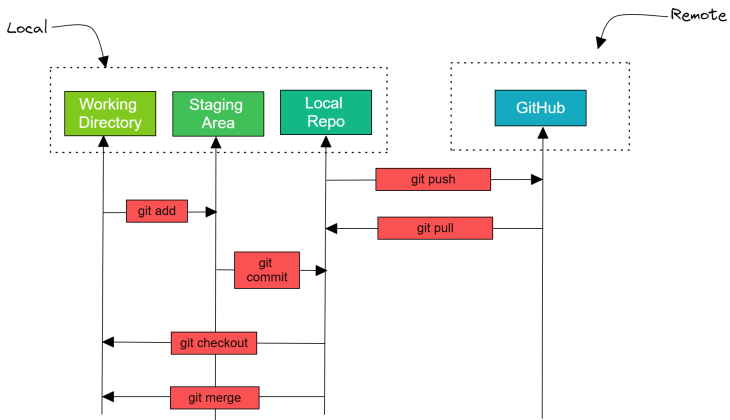 Local
Remote
Working
Directory
Staging
Area
Local
Repo
GitHub
git push
git add
git pull
git
commit
git checkout
git merge